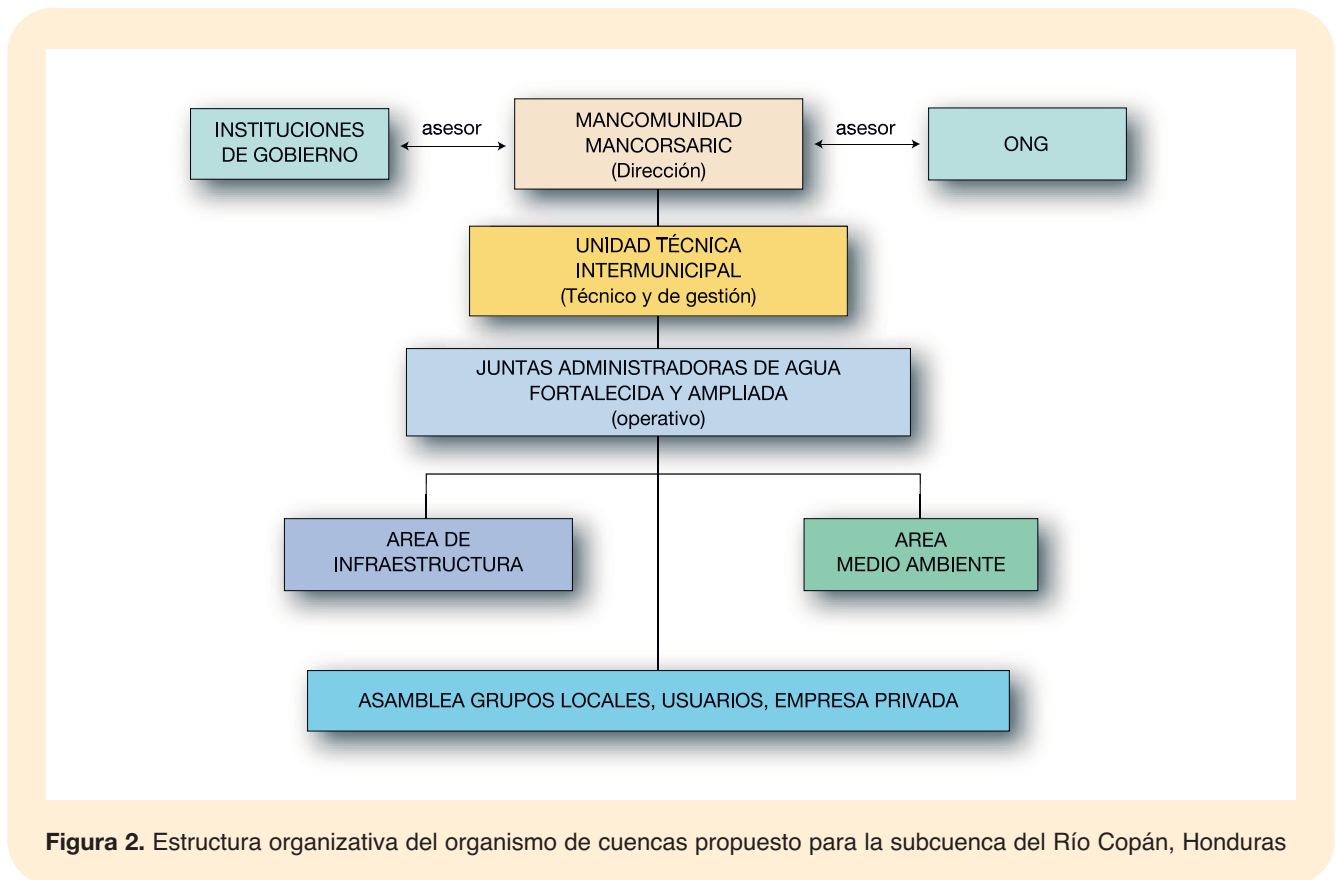 INSTITUCIONES
DE GOBIERNO
asesor
MANCOMUNIDAD
MANCORSARIC
(Dirección)
asesor
ONG
UNIDAD TÉCNICA
INTERMUNICIPAL
(Técnico y de gestión)
JUNTAS ADMINISTRADORAS DE AGUA
FORTALECIDA Y AMPLIADA
(operativo)
AREA DE
INFRAESTRUCTURA
AREA
MEDIO AMBIENTE
ASAMBLEA GRUPOS LOCALES, USUARIOS, EMPRESA PRIVADA
Figura 2. Estructura organizativa del organismo de cuencas propuesto para la subcuenca del Río Copán, Honduras